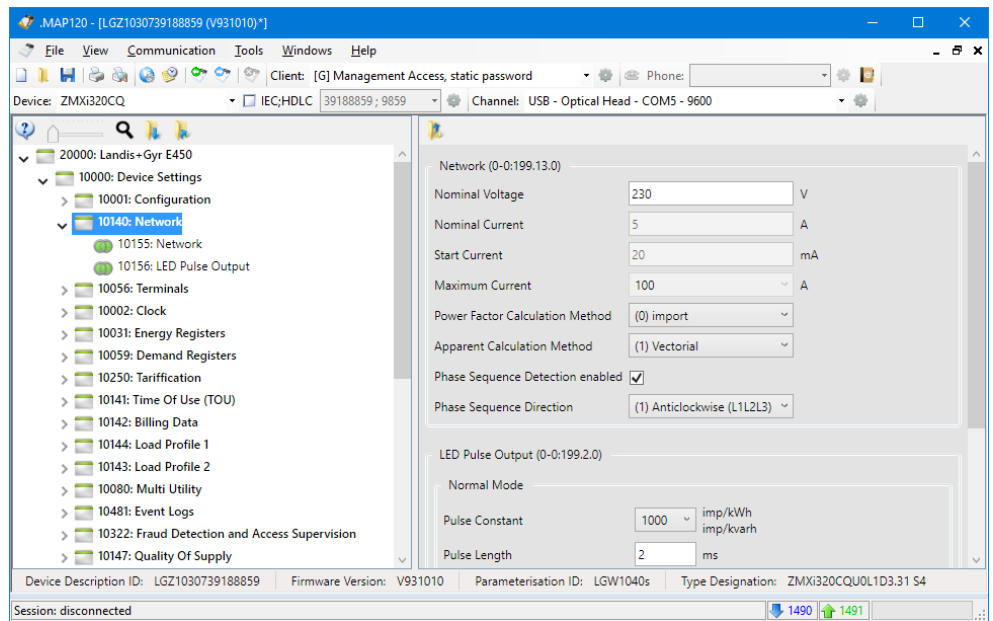 .MAP120 - [LGZ1030739188859 (V931010)*]
File View Communication Tools Windows Help
Client: [G] Management Access, static password Phone:
Device: ZMXi320CQ IEC;HDLC 39188859 ; 9859 Channel: USB - Optical Head - COM5 - 9600
20000: Landis+Gyr E450
10000: Device Settings
10001: Configuration
10140: Network
10155: Network
10156: LED Pulse Output
10056: Terminals
10002: Clock
10031: Energy Registers
10059: Demand Registers
10250: Tariffication
10141: Time Of Use (TOU)
10142: Billing Data
10144: Load Profile 1
10143: Load Profile 2
10080: Multi Utility
10481: Event Logs
10322: Fraud Detection and Access Supervision
10147: Quality Of Supply
Network (0-0:199.13.0)
Nominal Voltage 230 V
Nominal Current 5 A
Start Current 20 mA
Maximum Current 100 A
Power Factor Calculation Method (0) import
Apparent Calculation Method (1) Vectorial
Phase Sequence Detection enabled
Phase Sequence Direction (1) Anticlockwise (L1L2L3)
LED Pulse Output (0-0:199.2.0)
Normal Mode
Pulse Constant 1000 imp/kWh
imp/kvarh
Pulse Length 2 ms
Device Description ID: LGZ1030739188859 Firmware Version: V931010 Parameterisation ID: LGW1040s Type Designation: ZMXi320CQU0L1D3.31 S4
Session: disconnected 1490 1491